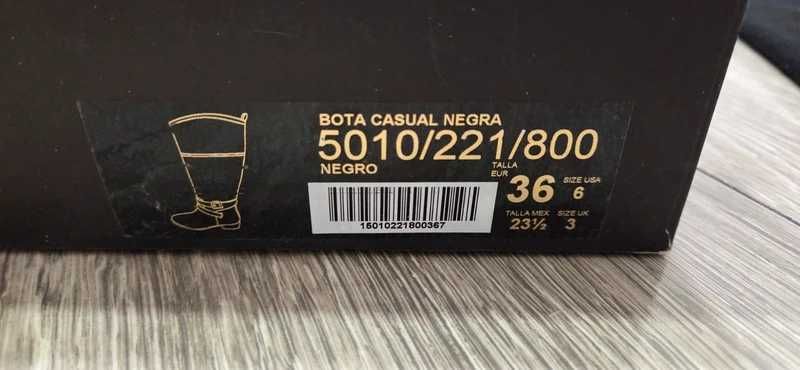 BOTA CASUAL NEGRA
5010/221/800
NEGRO
TALLA
EUR
36
SIZE USA
6
15010221800367
TALLA MEX
23½
SIZE UK
3